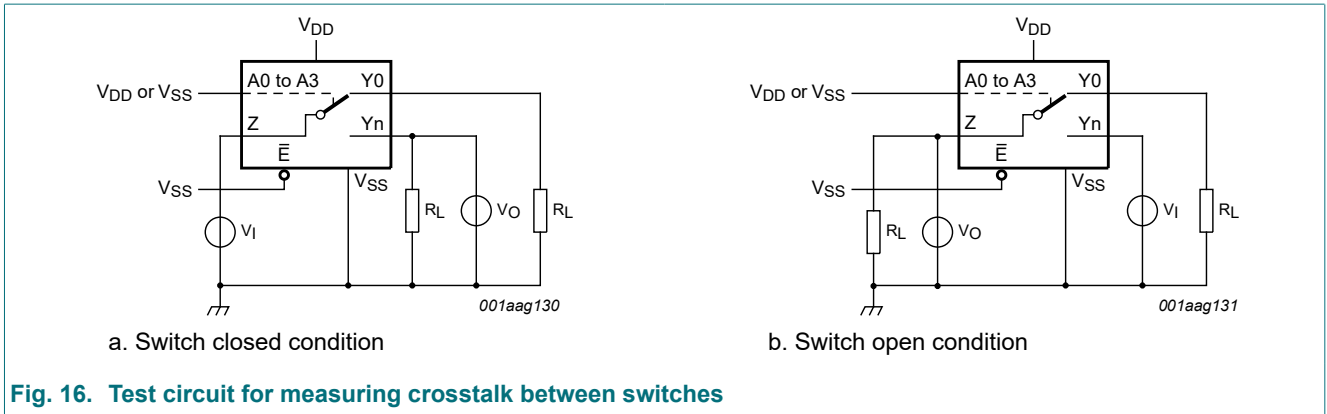 VDD
A0 to A3
Y0
VDD or VSS
Z
Yn
E̅
VSS
VSS
VI
RL
VO
RL
001aag130
a. Switch closed condition
VDD
A0 to A3
Y0
VDD or VSS
Z
Yn
E̅
VSS
VSS
RL
VO
VI
RL
001aag131
b. Switch open condition
Fig. 16. Test circuit for measuring crosstalk between switches